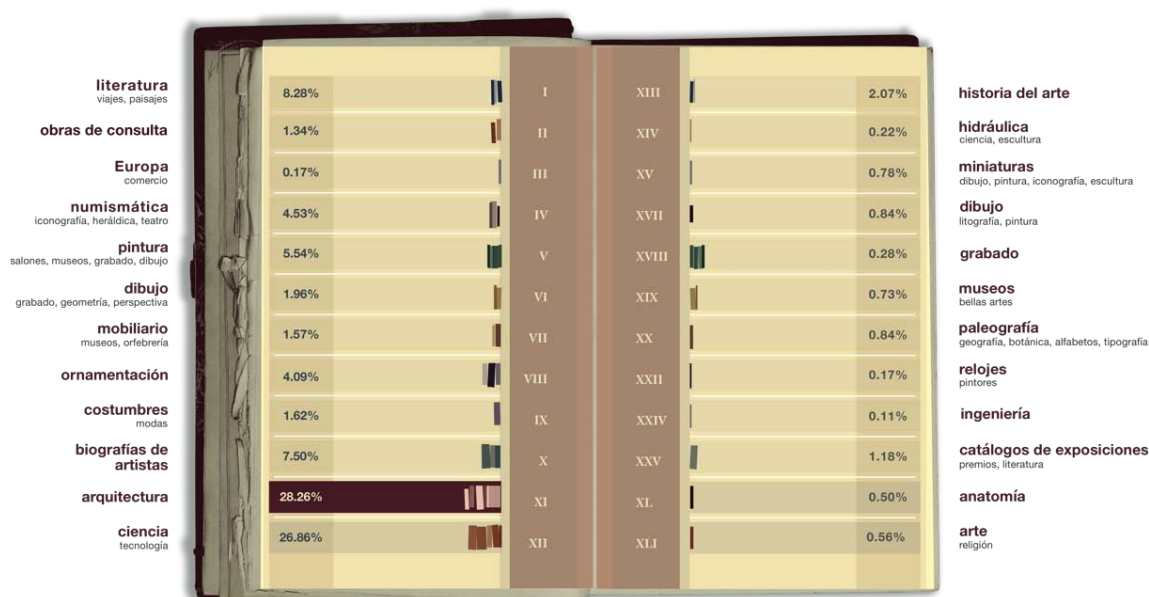 literatura
viajes, paisajes
8.28%
I
obras de consulta
1.34%
II
Europa
comercio
0.17%
III
numismática
iconografía, heráldica, teatro
4.53%
IV
pintura
salones, museos, grabado, dibujo
5.54%
V
dibujo
grabado, geometría, perspectiva
1.96%
VI
mobiliario
museos, orfebrería
1.57%
VII
ornamentación
4.09%
VIII
costumbres
modas
1.62%
IX
biografías de
artistas
7.50%
X
arquitectura
28.26%
XI
ciencia
tecnología
26.86%
XII
XIII
2.07%
historia del arte
XIV
0.22%
hidráulica
ciencia, escultura
XV
0.78%
miniaturas
dibujo, pintura, iconografía, escultura
XVII
0.84%
dibujo
litografía, pintura
XVIII
0.28%
grabado
XIX
0.73%
museos
bellas artes
XX
0.84%
paleografía
geografía, botánica, alfabetos, tipografía
XXII
0.17%
relojes
pintores
XXIV
0.11%
ingeniería
XXV
1.18%
catálogos de exposiciones
premios, literatura
XL
0.50%
anatomía
XLI
0.56%
arte
religión